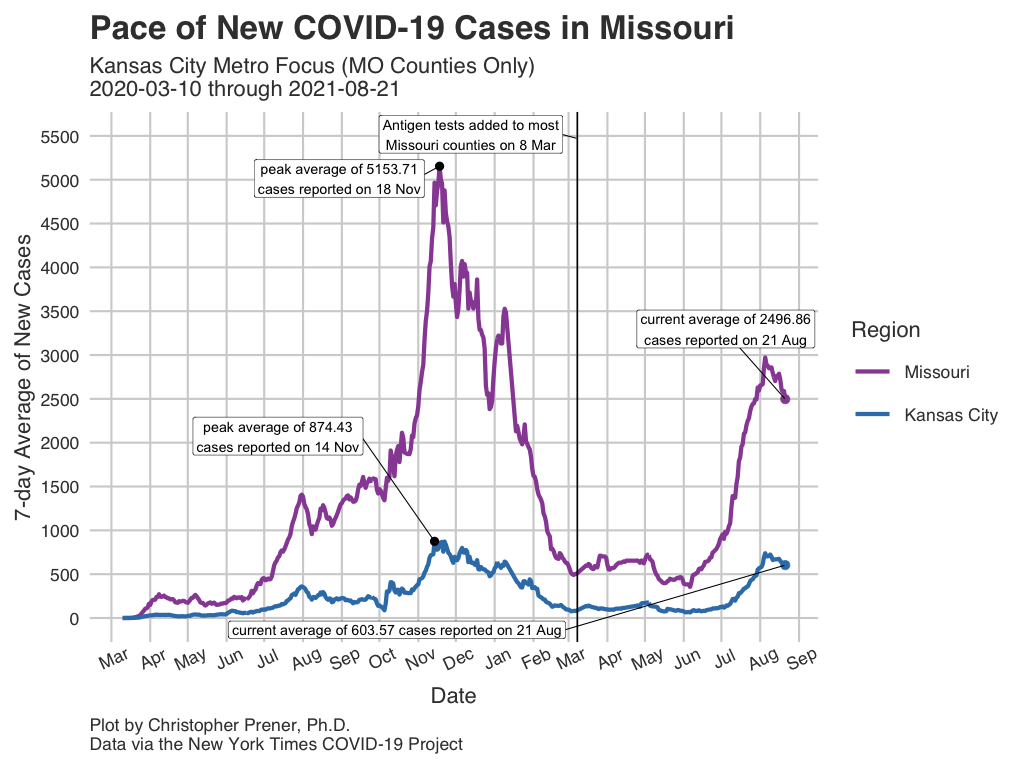 Pace of New COVID-19 Cases in Missouri
Kansas City Metro Focus (MO Counties Only)
2020-03-10 through 2021-08-21
Antigen tests added to most
Missouri counties on 8 Mar
peak average of 5153.71
cases reported on 18 Nov
current average of 2496.86
cases reported on 21 Aug
peak average of 874.43
cases reported on 14 Nov
current average of 603.57 cases reported on 21 Aug
7-day Average of New Cases
5500
5000
4500
4000
3500
3000
2500
2000
1500
1000
500
0
Mar Apr May Jun Jul Aug Sep Oct Nov Dec Jan Feb Mar Apr May Jun Jul Aug Sep
Date
Region
Missouri
Kansas City
Plot by Christopher Prener, Ph.D.
Data via the New York Times COVID-19 Project